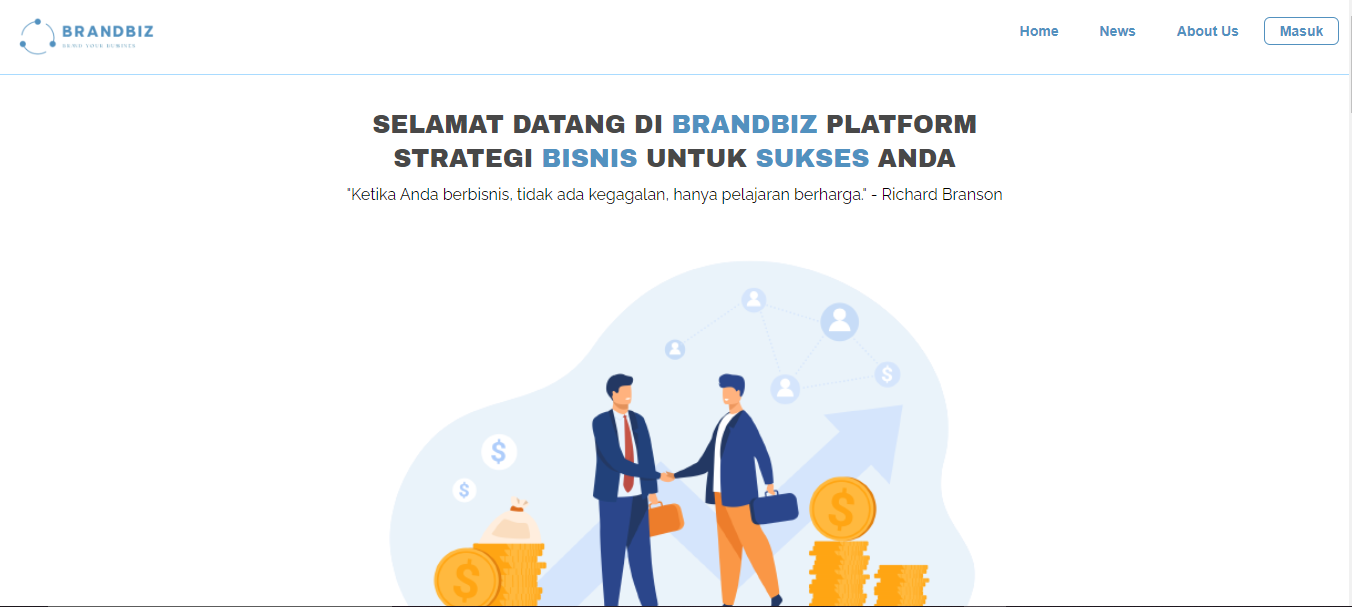 BRANDBIZ
Home
News
About Us
Masuk
SELAMAT DATANG DI BRANDBIZ PLATFORM
STRATEGI BISNIS UNTUK SUKSES ANDA
"Ketika Anda berbisnis, tidak ada kegagalan, hanya pelajaran berharga." - Richard Branson
$
$
$
$
$